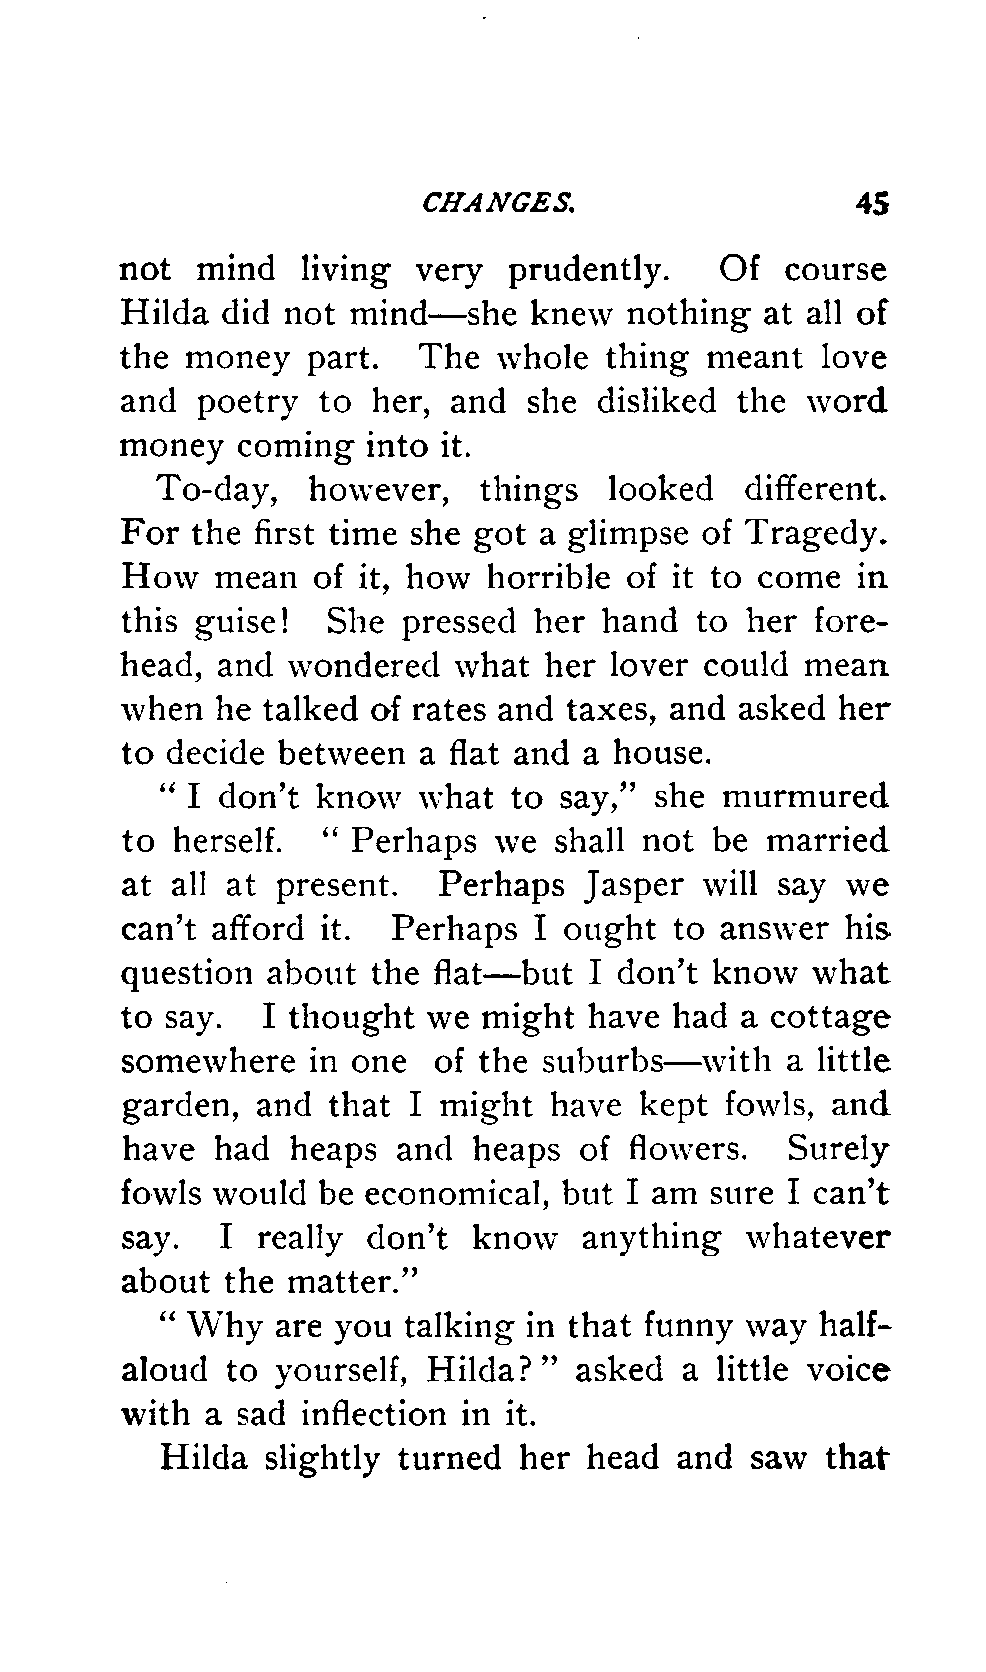 CHANGES. 45
not mind living very prudently. Of course
Hilda did not mind—she knew nothing at all of
the money part. The whole thing meant love
and poetry to her, and she disliked the word
money coming into it.
To-day, however, things looked different.
For the first time she got a glimpse of Tragedy.
How mean of it, how horrible of it to come in
this guise! She pressed her hand to her fore-
head, and wondered what her lover could mean
when he talked of rates and taxes, and asked her
to decide between a flat and a house.
“ I don't know what to say,” she murmured
to herself. “ Perhaps we shall not be married
at all at present. Perhaps Jasper will say we
can't afford it. Perhaps I ought to answer his
question about the flat—but I don't know what
to say. I thought we might have had a cottage
somewhere in one of the suburbs—with a little
garden, and that I might have kept fowls, and
have had heaps and heaps of flowers. Surely
fowls would be economical, but I am sure I can't
say. I really don't know anything whatever
about the matter.”
“ Why are you talking in that funny way half-
aloud to yourself, Hilda? ” asked a little voice
with a sad inflection in it.
Hilda slightly turned her head and saw that